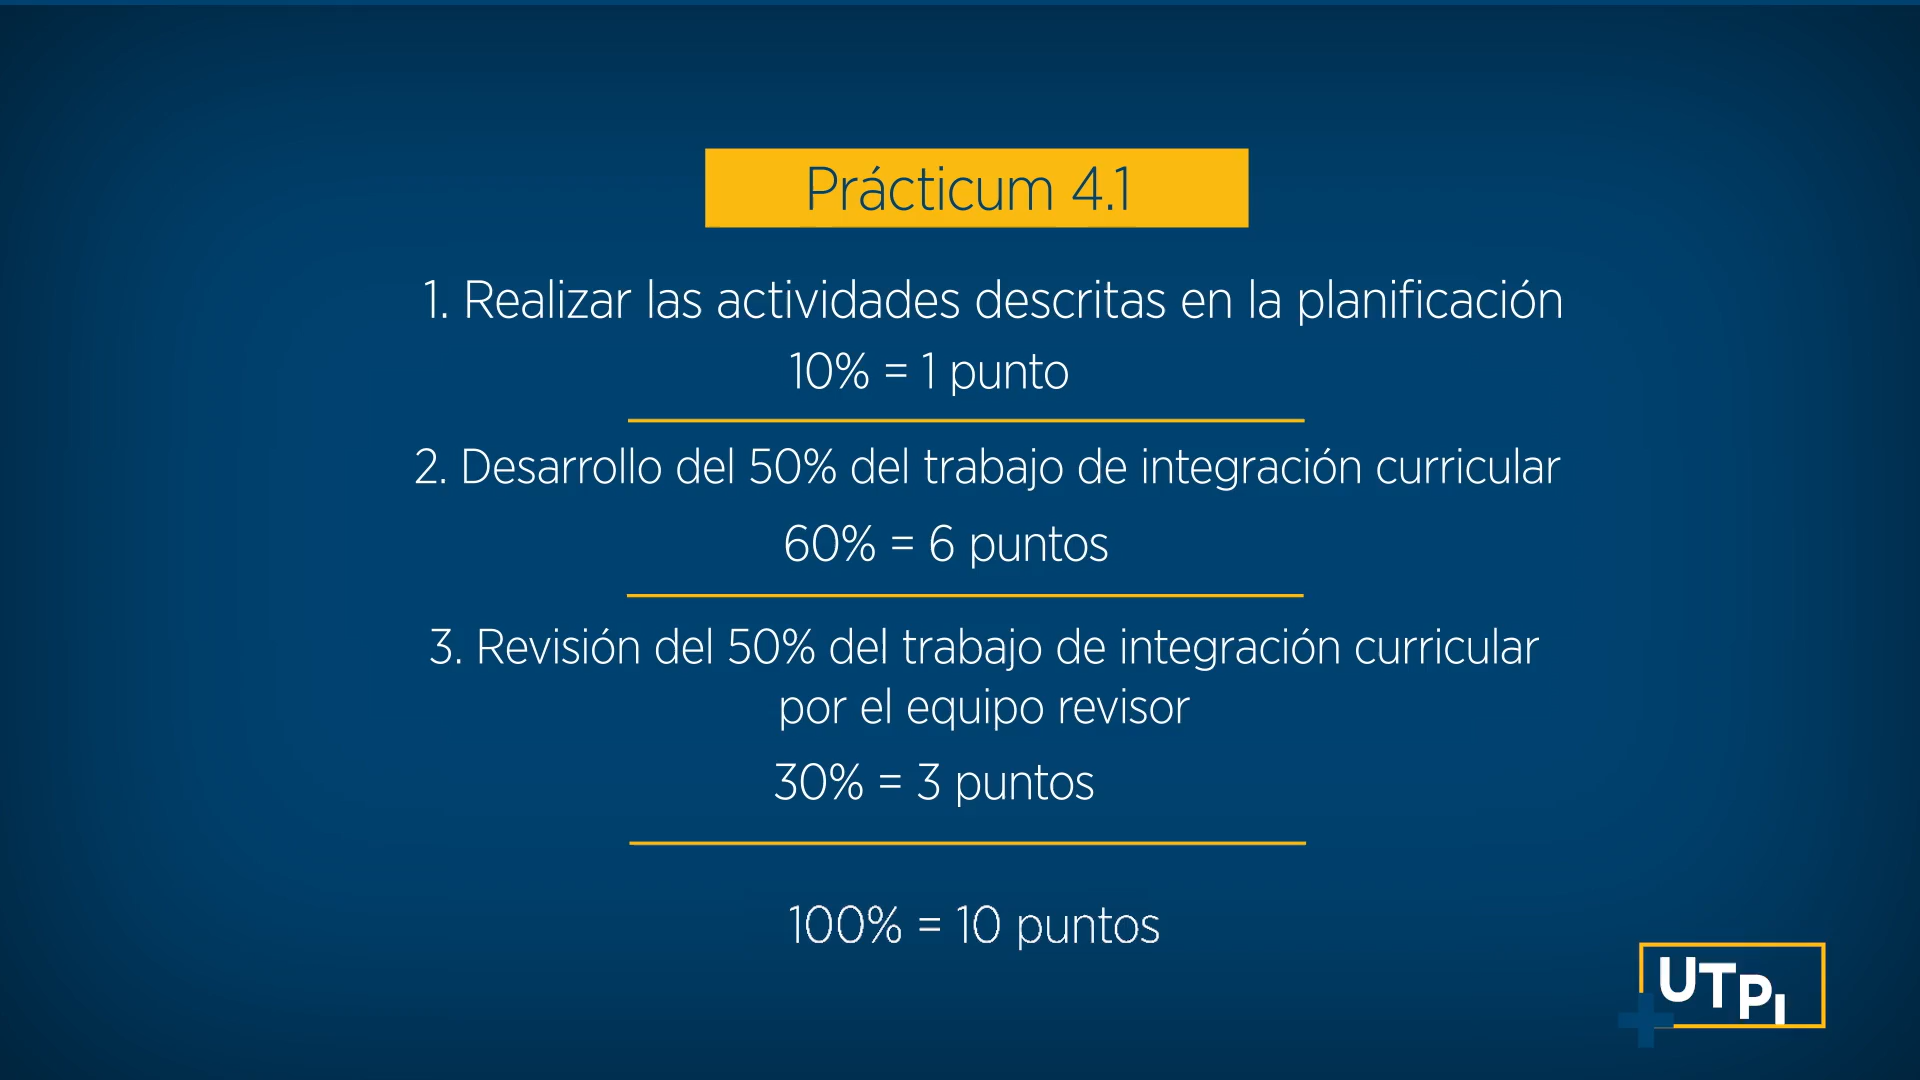 Prácticum 4.1
1. Realizar las actividades descritas en la planificación
10% = 1 punto
2. Desarrollo del 50% del trabajo de integración curricular
60% = 6 puntos
3. Revisión del 50% del trabajo de integración curricular
por el equipo revisor
30% = 3 puntos
100% = 10 puntos
UTPI